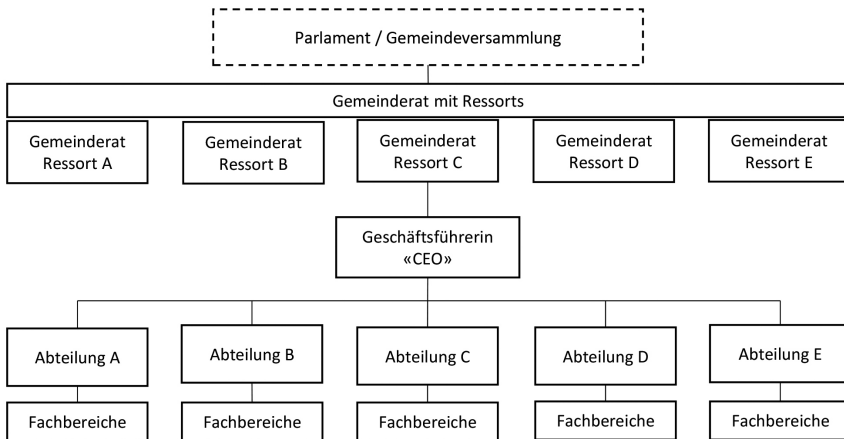 Parlament / Gemeindeversammlung
Gemeinderat mit Ressorts
Gemeinderat
Ressort A
Gemeinderat
Ressort B
Gemeinderat
Ressort C
Gemeinderat
Ressort D
Gemeinderat
Ressort E
Geschäftsführerin
«CEO»
Abteilung A
Abteilung B
Abteilung C
Abteilung D
Abteilung E
Fachbereiche
Fachbereiche
Fachbereiche
Fachbereiche
Fachbereiche